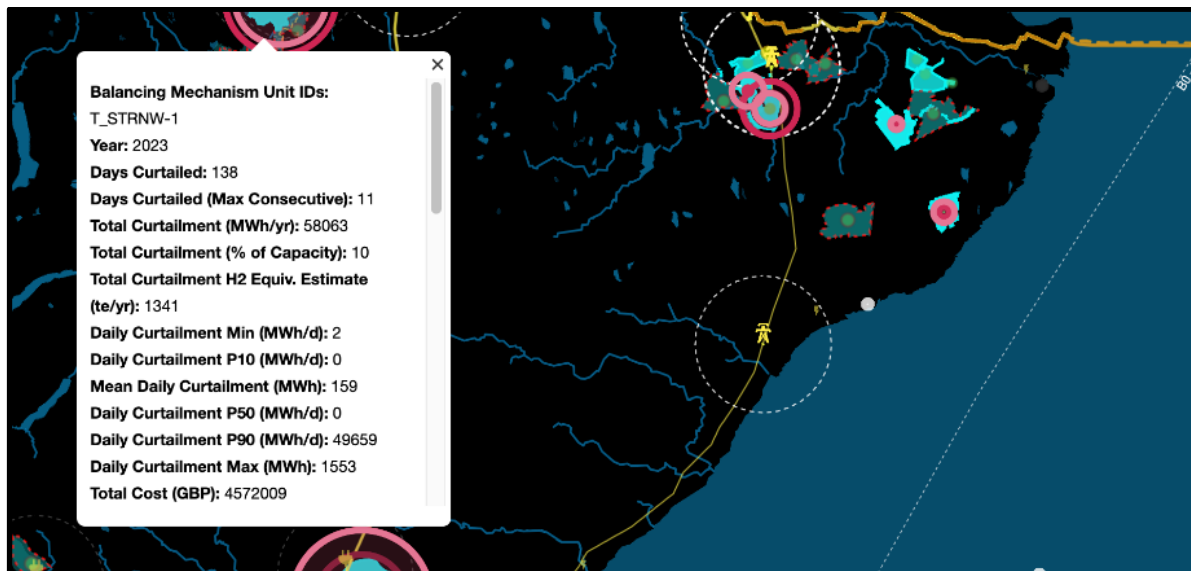 ×
Balancing Mechanism Unit IDs:
T_STRNW-1
Year: 2023
Days Curtailed: 138
Days Curtailed (Max Consecutive): 11
Total Curtailment (MWh/yr): 58063
Total Curtailment (% of Capacity): 10
Total Curtailment H2 Equiv. Estimate
(te/yr): 1341
Daily Curtailment Min (MWh/d): 2
Daily Curtailment P10 (MWh/d): 0
Mean Daily Curtailment (MWh): 159
Daily Curtailment P50 (MWh/d): 0
Daily Curtailment P90 (MWh/d): 49659
Daily Curtailment Max (MWh): 1553
Total Cost (GBP): 4572009